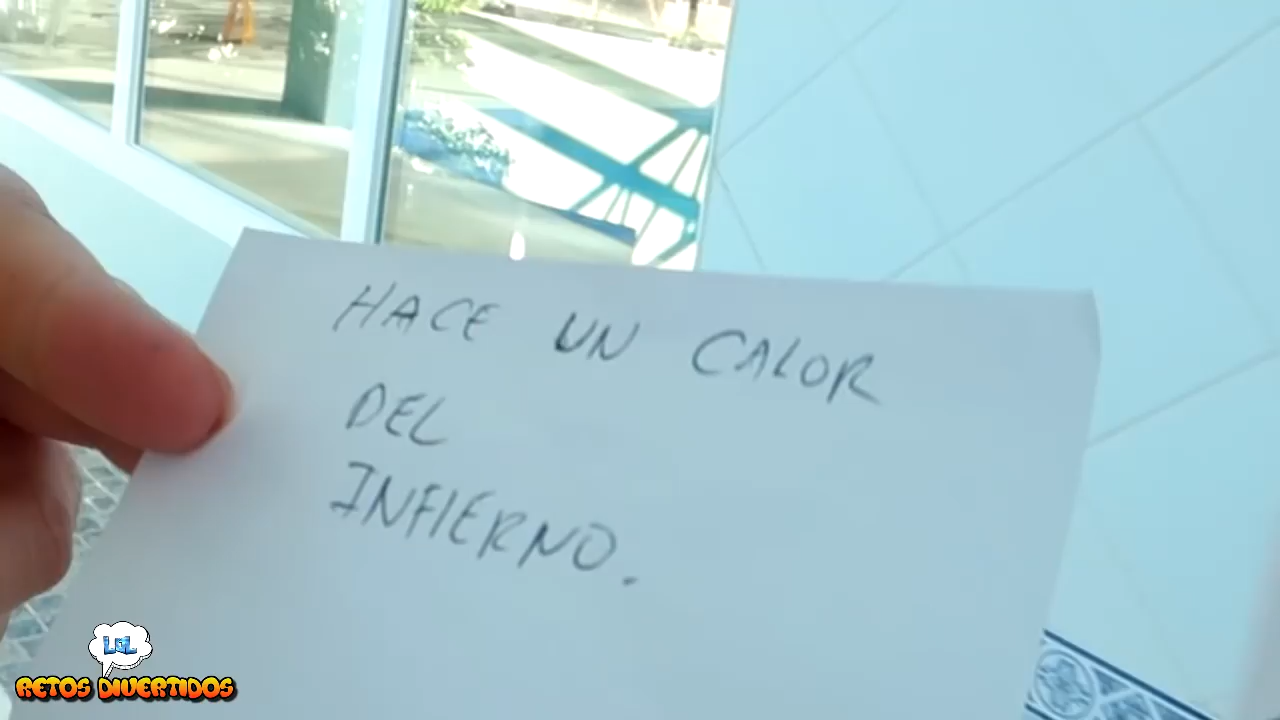 HACE UN CALOR
DEL
INFIERNO.
LOL
RETOS DIVERTIDOS